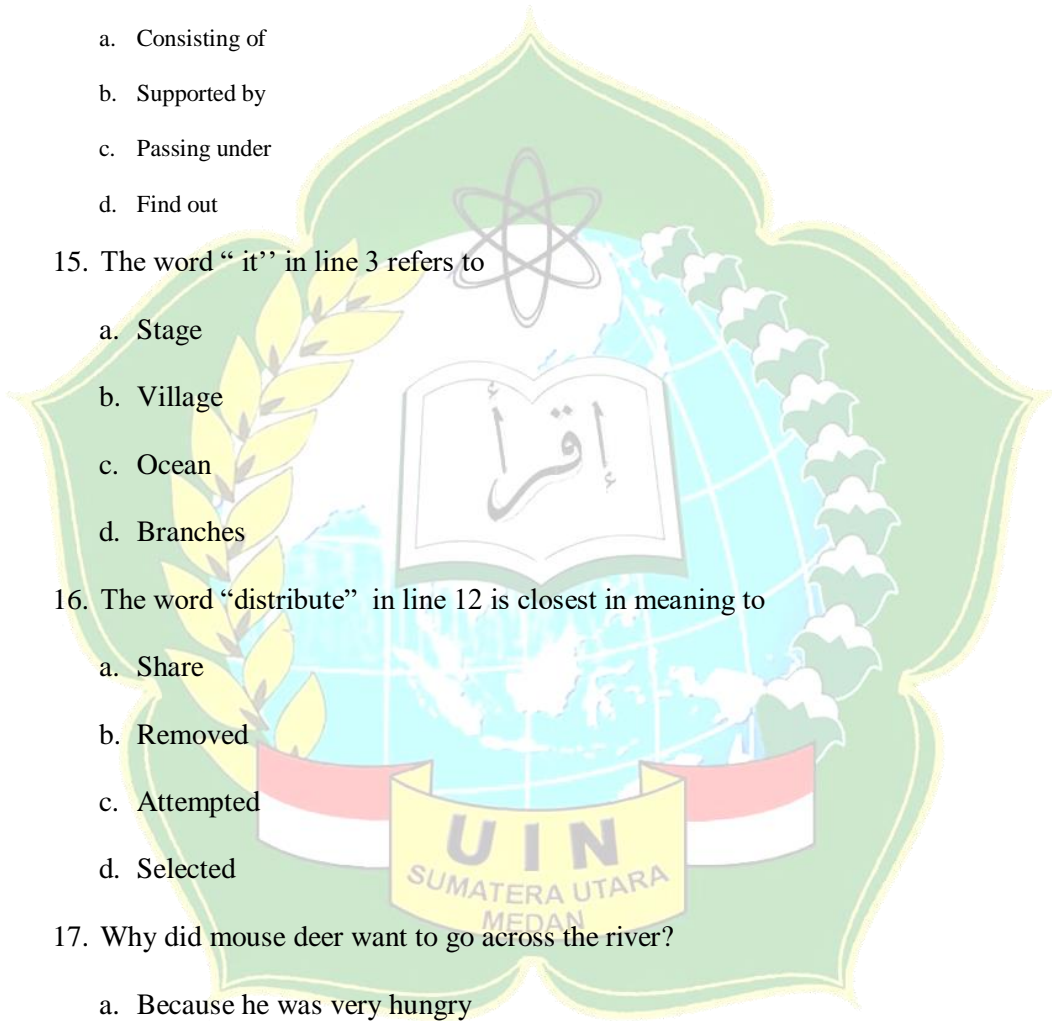 a. Consisting of
b. Supported by
c. Passing under
d. Find out
15. The word “ it’’ in line 3 refers to
a. Stage
b. Village
c. Ocean
d. Branches
إقرأ
16. The word “distribute”  in line 12 is closest in meaning to
a. Share
b. Removed
c. Attempted
d. Selected
UIN
SUMATERA UTARA
MEDAN
17. Why did mouse deer want to go across the river?
a. Because he was very hungry